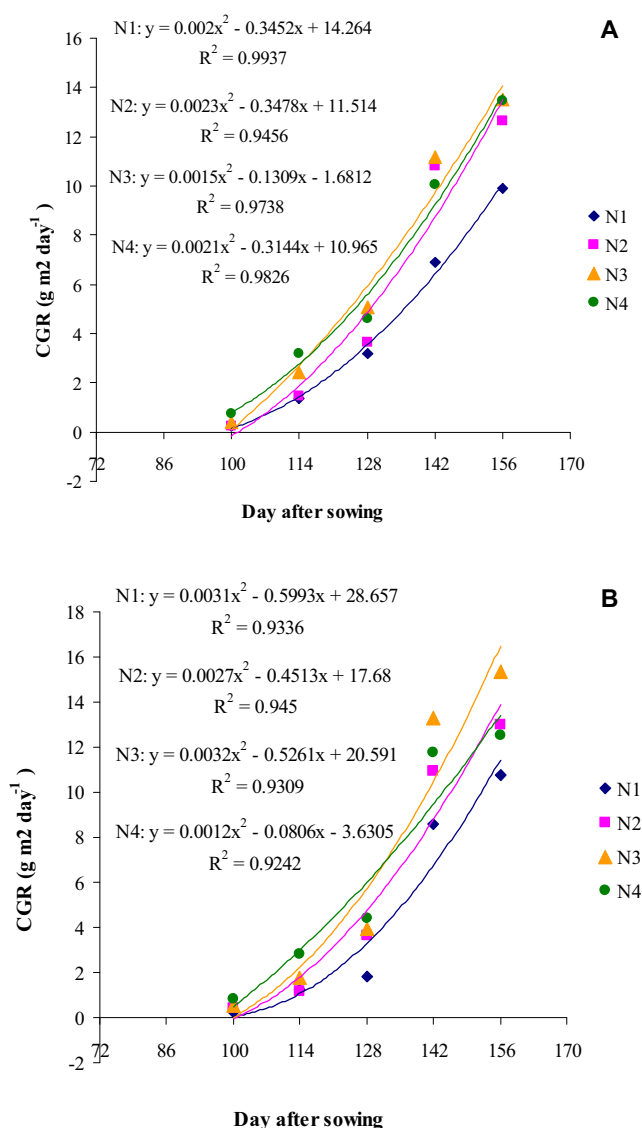 A
N1: y = 0.002x² - 0.3452x + 14.264
R² = 0.9937
N2: y = 0.0023x² - 0.3478x + 11.514
R² = 0.9456
N3: y = 0.0015x² - 0.1309x - 1.6812
R² = 0.9738
N4: y = 0.0021x² - 0.3144x + 10.965
R² = 0.9826
16
14
12
10
8
6
4
2
0
-2
CGR (g m2 day⁻¹)
72 86 100 114 128 142 156 170
Day after sowing
N1
N2
N3
N4
B
N1: y = 0.0031x² - 0.5993x + 28.657
R² = 0.9336
N2: y = 0.0027x² - 0.4513x + 17.68
R² = 0.945
N3: y = 0.0032x² - 0.5261x + 20.591
R² = 0.9309
N4: y = 0.0012x² - 0.0806x - 3.6305
R² = 0.9242
18
16
14
12
10
8
6
4
2
0
-2
CGR (g m2 day⁻¹)
72 86 100 114 128 142 156 170
Day after sowing
N1
N2
N3
N4